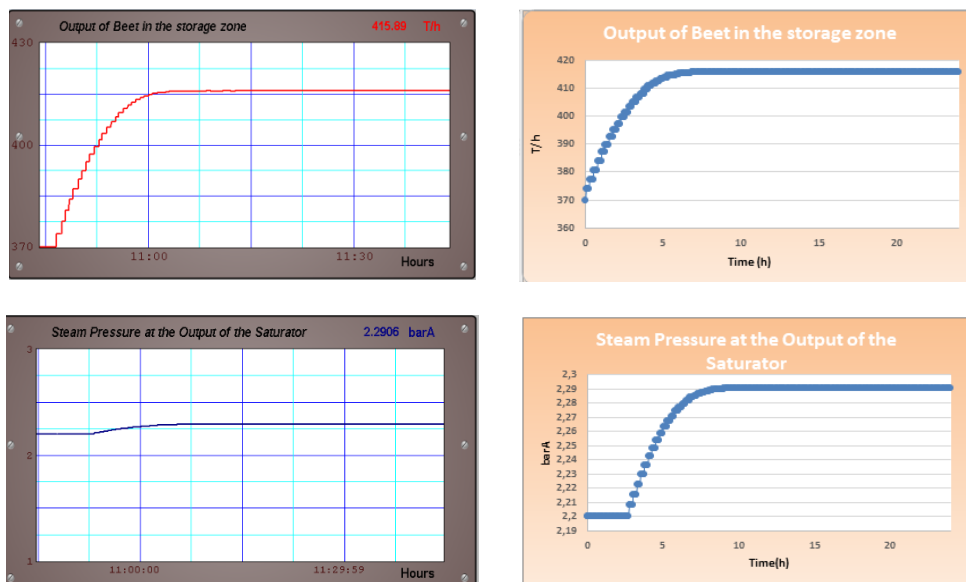 Output of Beet in the storage zone 415.89 T/h
430
400
370
11:00 11:30
Hours
Output of Beet in the storage zone
420
410
400
390
380
370
360
T/h
0 5 10 15 20
Time (h)
Steam Pressure at the Output of the Saturator 2.2906 barA
3
2
1
11:00:00 11:29:59
Hours
Steam Pressure at the Output of the
Saturator
2,3
2,29
2,28
2,27
2,26
2,25
2,24
2,23
2,22
2,21
2,2
2,19
barA
0 5 10 15 20
Time(h)